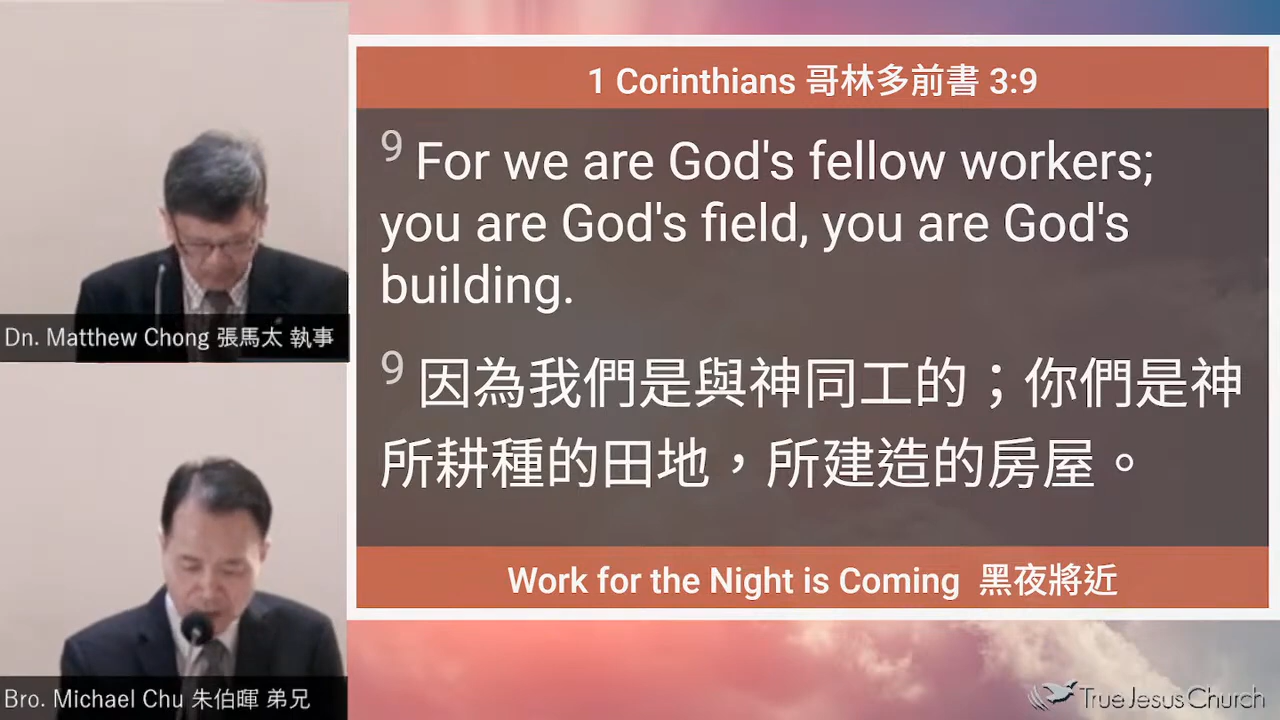 1 Corinthians 哥林多前書 3:9
9 For we are God's fellow workers;
you are God's field, you are God's
building.
9 因為我們是與神同工的；你們是神
所耕種的田地，所建造的房屋。
Work for the Night is Coming 黑夜將近
Dn. Matthew Chong 張馬太 執事
Bro. Michael Chu 朱伯暉 弟兄
True Jesus Church